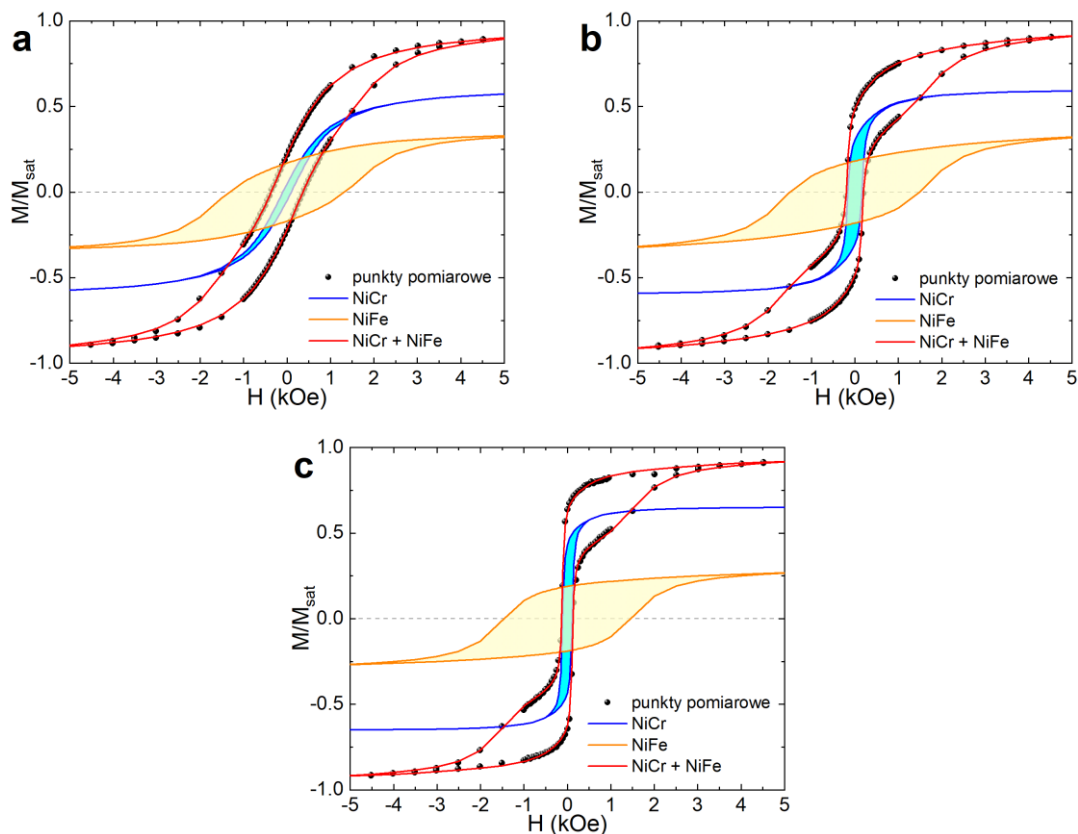 a
1.0
0.5
0.0
-0.5
-1.0
M/Msat
punkty pomiarowe
NiCr
NiFe
NiCr + NiFe
-5 -4 -3 -2 -1 0 1 2 3 4 5
H (kOe)
b
1.0
0.5
0.0
-0.5
-1.0
M/Msat
punkty pomiarowe
NiCr
NiFe
NiCr + NiFe
-5 -4 -3 -2 -1 0 1 2 3 4 5
H (kOe)
c
1.0
0.5
0.0
-0.5
-1.0
M/Msat
punkty pomiarowe
NiCr
NiFe
NiCr + NiFe
-5 -4 -3 -2 -1 0 1 2 3 4 5
H (kOe)